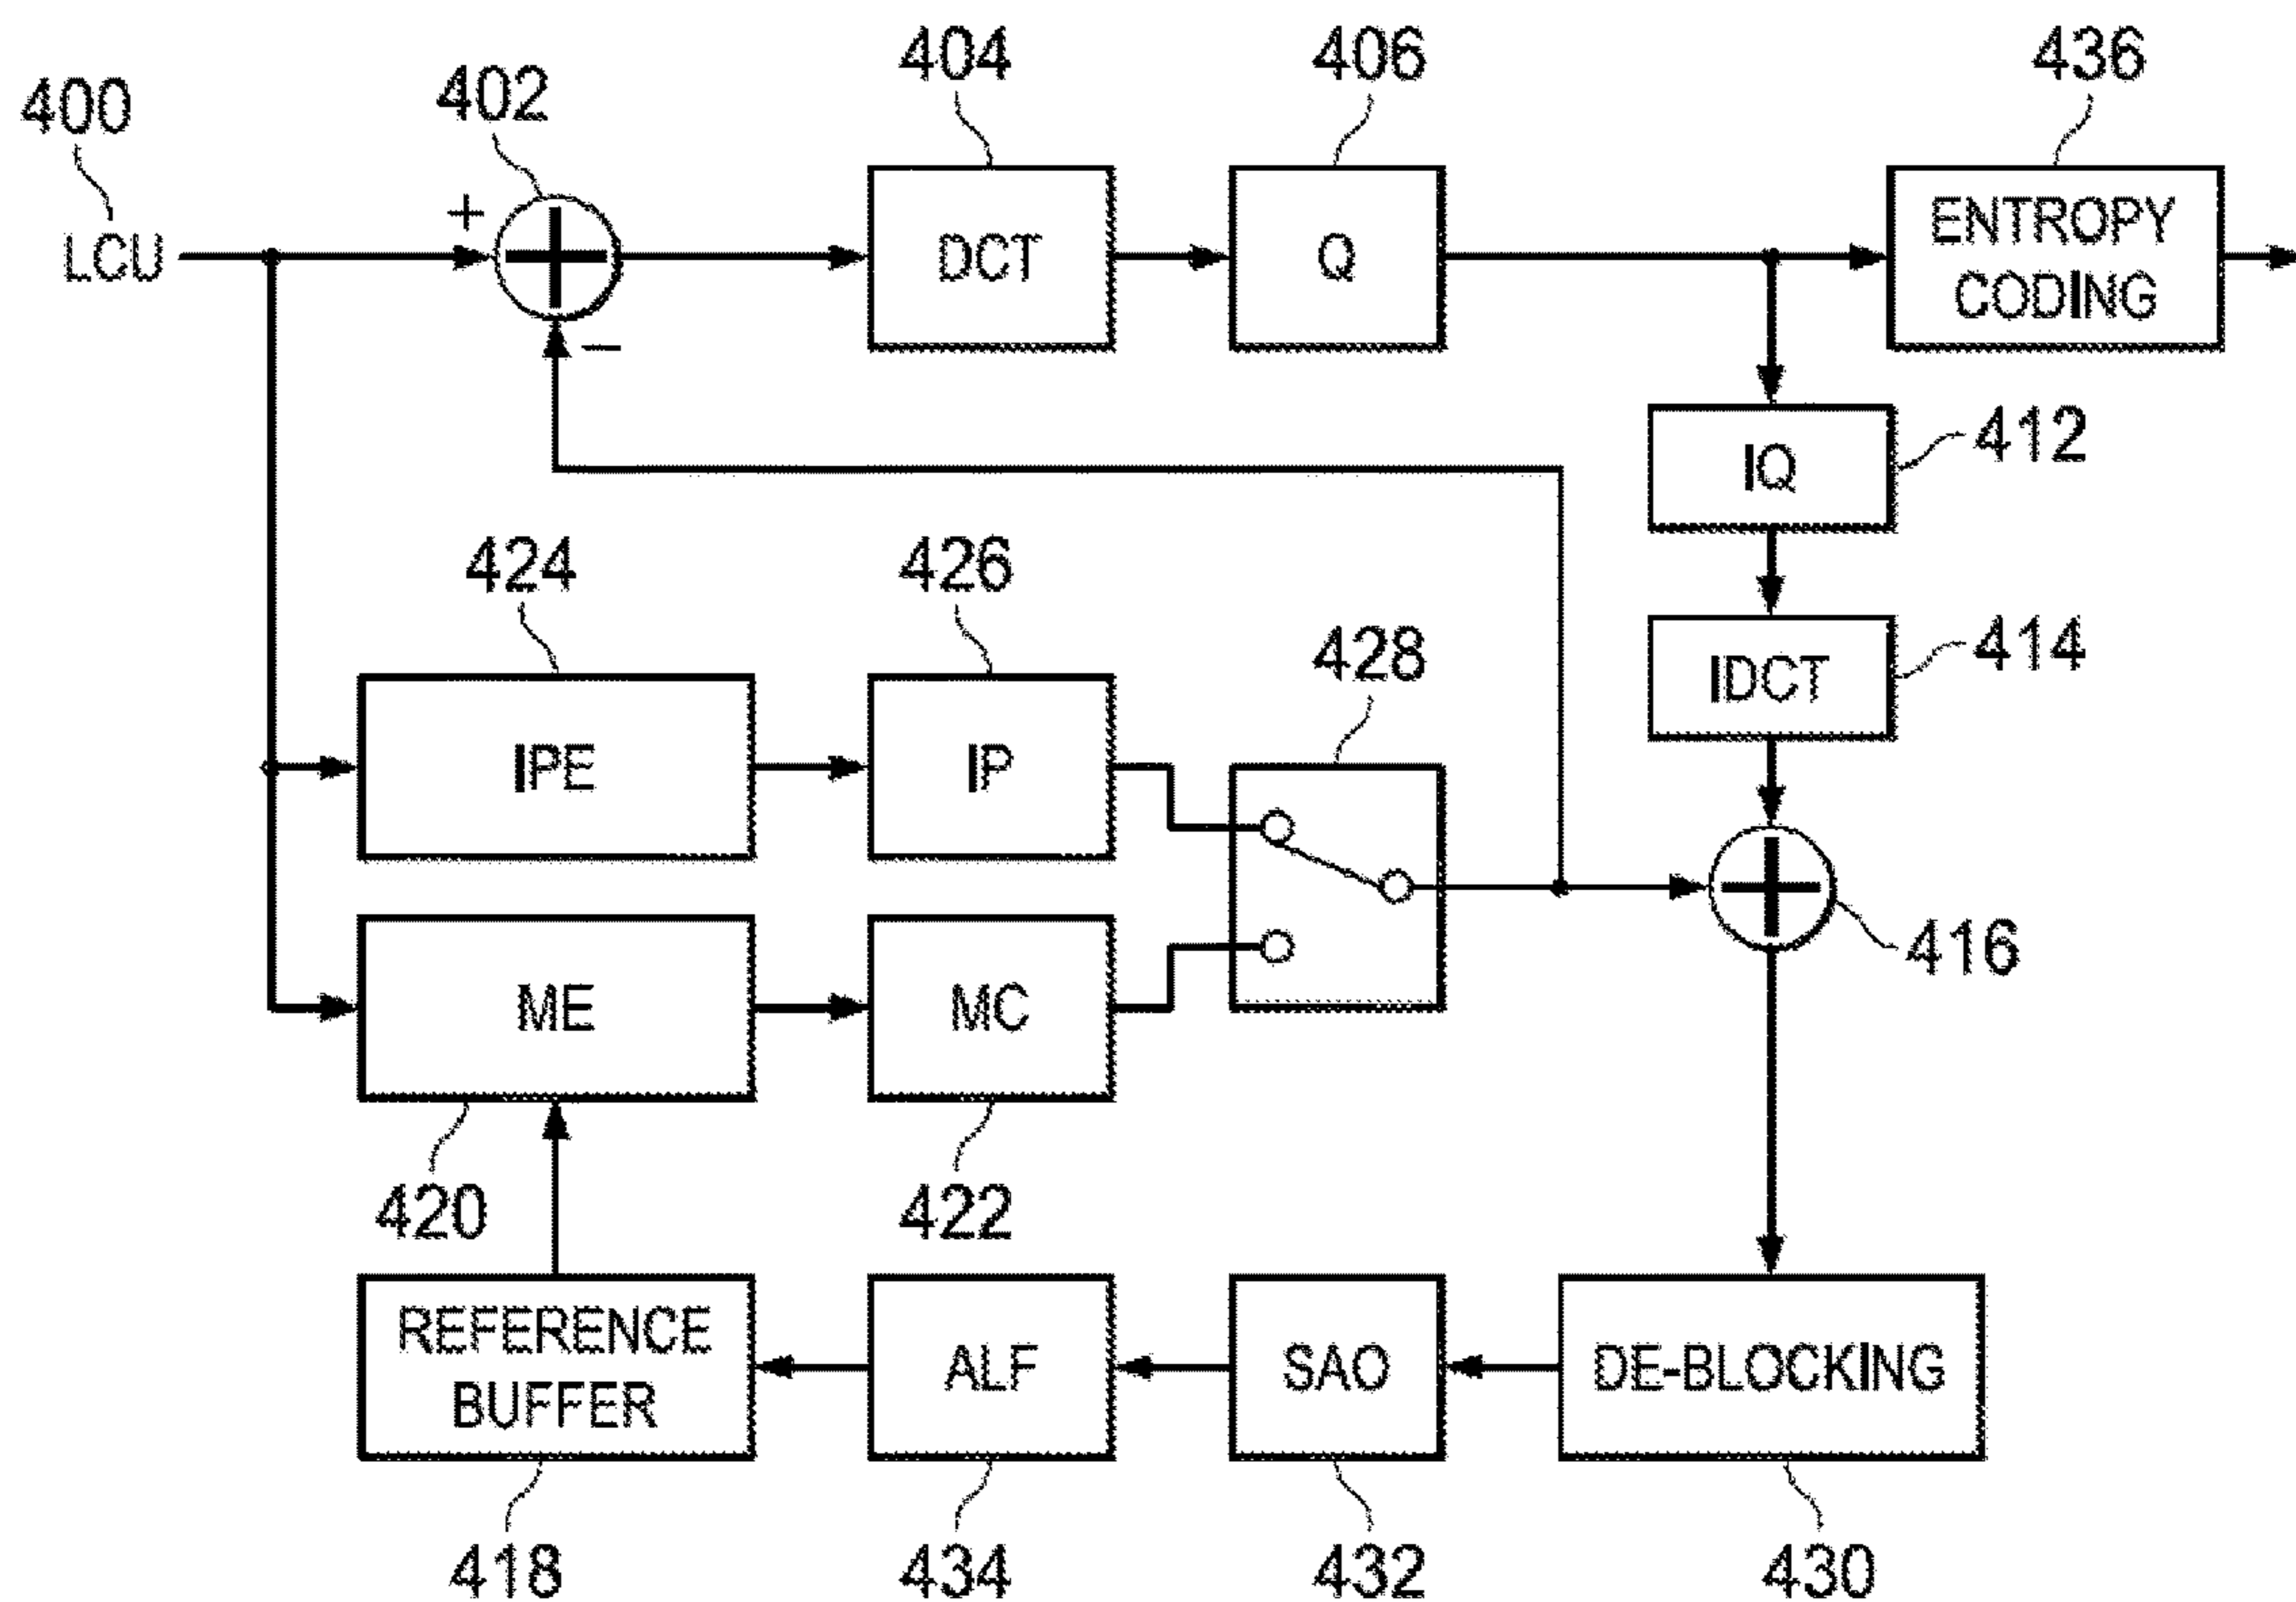 404
406
436
402
400
+
LCU
DCT
Q
ENTROPY
CODING
−
412
IQ
424
426
428
414
IDCT
IPE
IP
416
ME
MC
420
422
REFERENCE
BUFFER
ALF
SAO
DE-BLOCKING
418
434
432
430